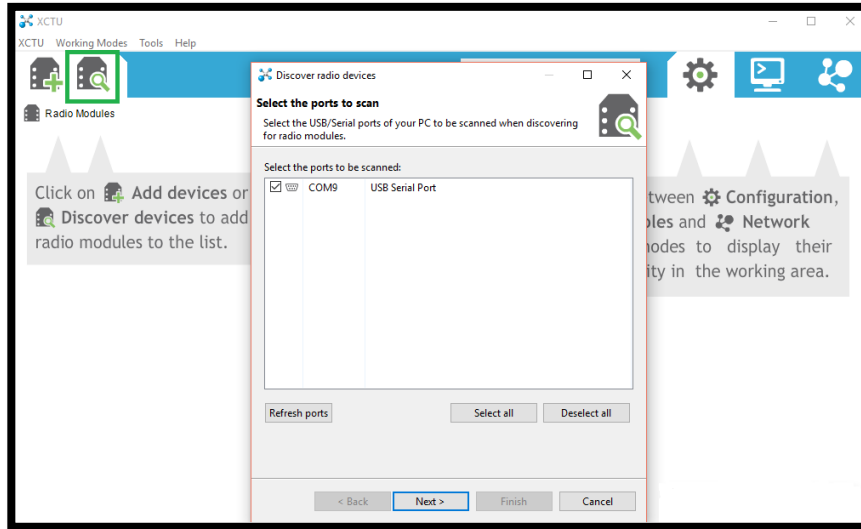 XCTU
XCTU Working Modes Tools Help
Radio Modules
Click on Add devices or
Discover devices to add
radio modules to the list.
Discover radio devices
Select the ports to scan
Select the USB/Serial ports of your PC to be scanned when discovering
for radio modules.
Select the ports to be scanned:
COM9 USB Serial Port
Refresh ports Select all Deselect all
< Back Next > Finish Cancel
tween Configuration,
and Network
to display their
in the working area.